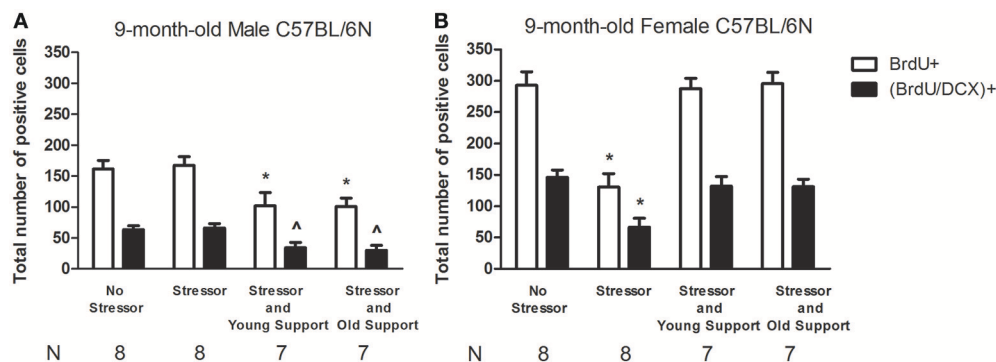 A
9-month-old Male C57BL/6N
Total number of positive cells
350
300
250
200
150
100
50
0
*
^
*
^
No
Stressor
Stressor
Stressor
and
Young Support
Stressor
and
Old Support
N 8 8 7 7
B
9-month-old Female C57BL/6N
Total number of positive cells
350
300
250
200
150
100
50
0
*
*
No
Stressor
Stressor
Stressor
and
Young Support
Stressor
and
Old Support
N 8 8 7 7
BrdU+
(BrdU/DCX)+